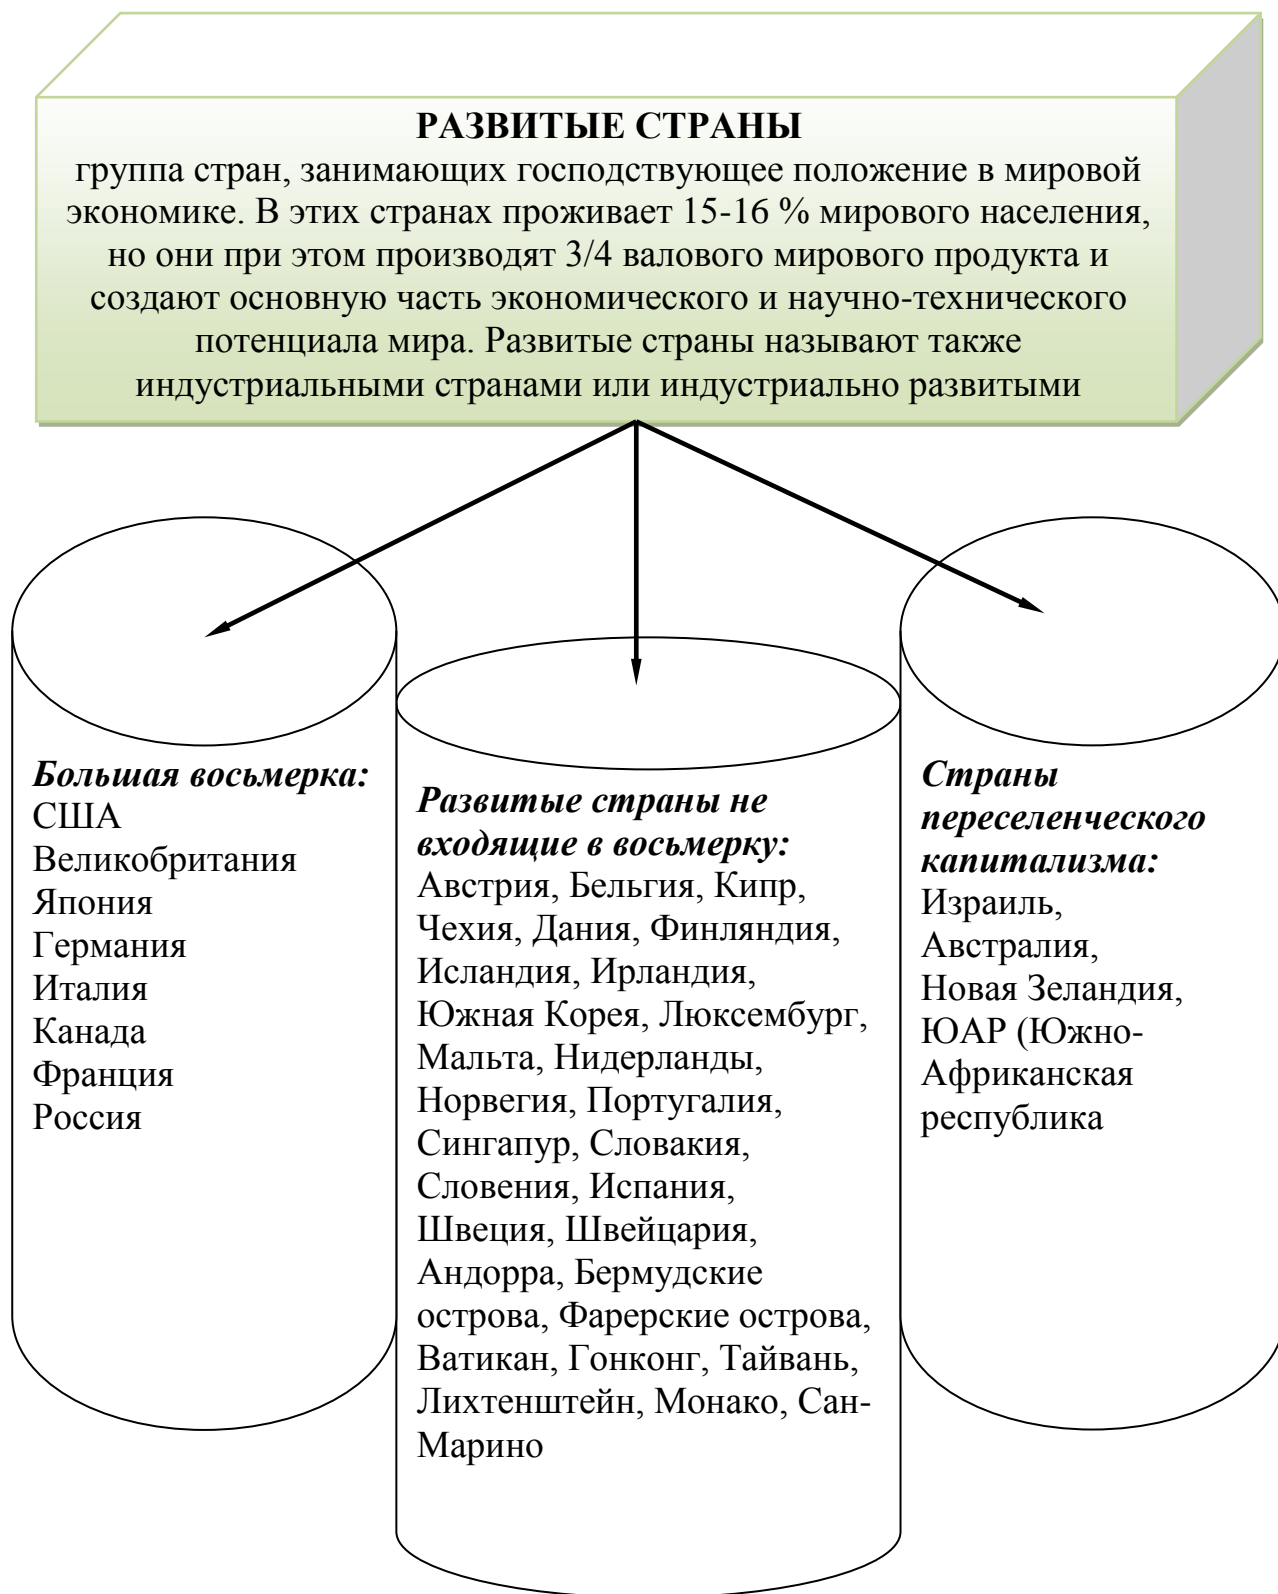 РАЗВИТЫЕ СТРАНЫ
группа стран, занимающих господствующее положение в мировой
экономике. В этих странах проживает 15-16 % мирового населения,
но они при этом производят 3/4 валового мирового продукта и
создают основную часть экономического и научно-технического
потенциала мира. Развитые страны называют также
индустриальными странами или индустриально развитыми
Большая восьмерка:
США
Великобритания
Япония
Германия
Италия
Канада
Франция
Россия
Развитые страны не
входящие в восьмерку:
Австрия, Бельгия, Кипр,
Чехия, Дания, Финляндия,
Исландия, Ирландия,
Южная Корея, Люксембург,
Мальта, Нидерланды,
Норвегия, Португалия,
Сингапур, Словакия,
Словения, Испания,
Швеция, Швейцария,
Андорра, Бермудские
острова, Фарерские острова,
Ватикан, Гонконг, Тайвань,
Лихтенштейн, Монако, Сан-
Марино
Страны
переселенческого
капитализма:
Израиль,
Австралия,
Новая Зеландия,
ЮАР (Южно-
Африканская
республика